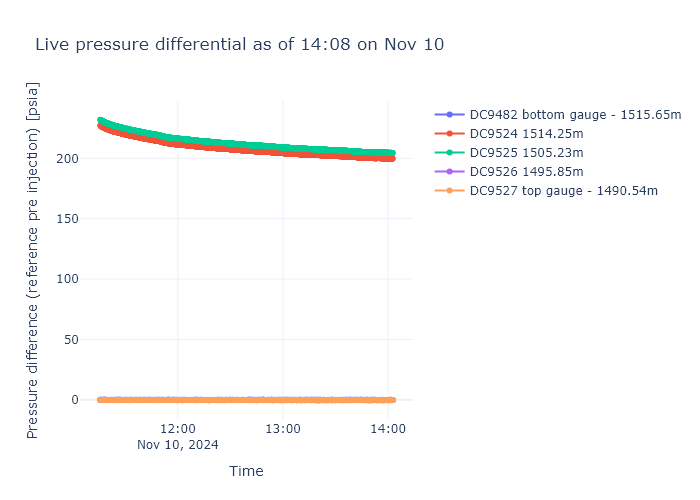 Live pressure differential as of 14:08 on Nov 10
Pressure difference (reference pre injection) [psia]
200
150
100
50
0
12:00
Nov 10, 2024
13:00
14:00
Time
DC9482 bottom gauge - 1515.65m
DC9524 1514.25m
DC9525 1505.23m
DC9526 1495.85m
DC9527 top gauge - 1490.54m